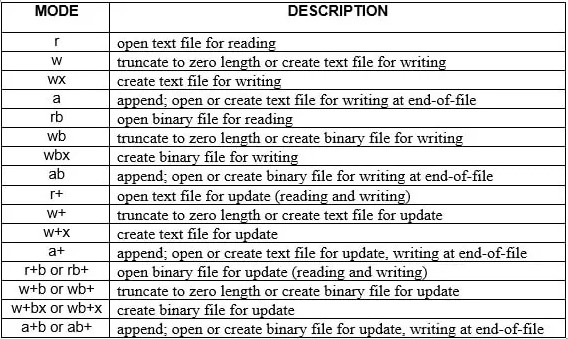 MODE DESCRIPTION
r open text file for reading
w truncate to zero length or create text file for writing
wx create text file for writing
a append; open or create text file for writing at end-of-file
rb open binary file for reading
wb truncate to zero length or create binary file for writing
wbx create binary file for writing
ab append; open or create binary file for writing at end-of-file
r+ open text file for update (reading and writing)
w+ truncate to zero length or create text file for update
w+x create text file for update
a+ append; open or create text file for update, writing at end-of-file
r+b or rb+ open binary file for update (reading and writing)
w+b or wb+ truncate to zero length or create binary file for update
w+bx or wb+x create binary file for update
a+b or ab+ append; open or create binary file for update, writing at end-of-file